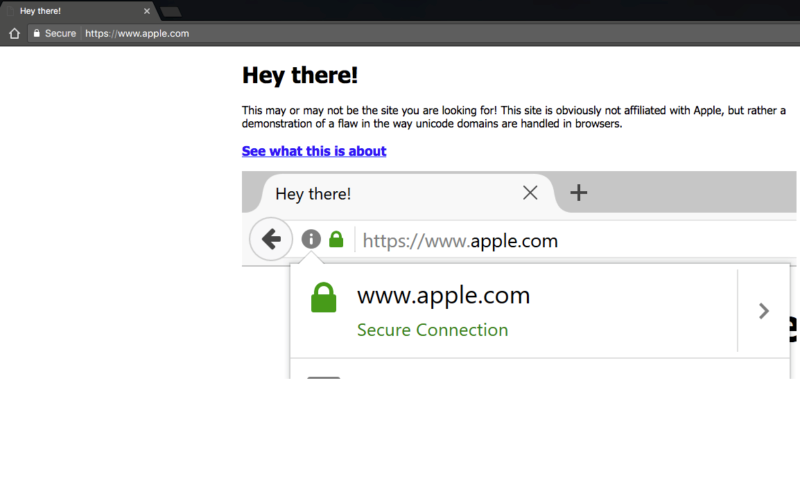 Hey there!
Secure
https://www.apple.com
Hey there!
This may or may not be the site you are looking for! This site is obviously not affiliated with Apple, but rather a
demonstration of a flaw in the way unicode domains are handled in browsers.
See what this is about
Hey there!
https://www.apple.com
www.apple.com
Secure Connection
e